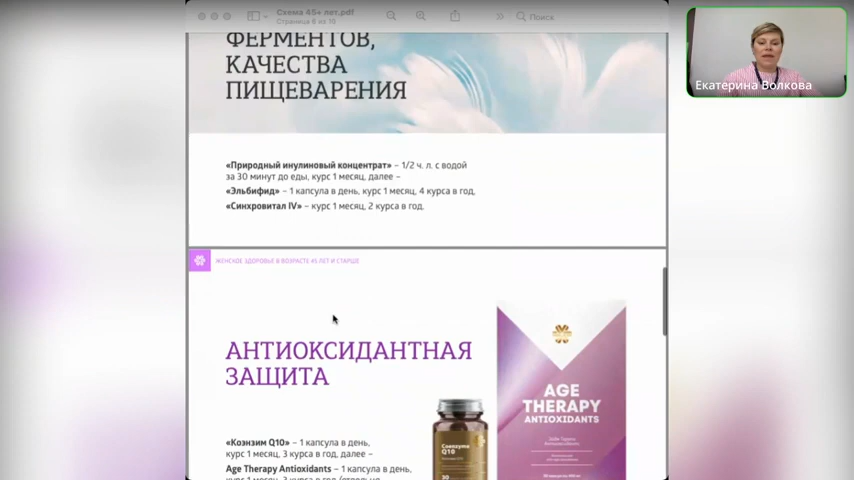 Схема 45+ лет.pdf
Страница 6 из 10
Поиск
Екатерина Волкова
ФЕРМЕНТОВ,
КАЧЕСТВА
ПИЩЕВАРЕНИЯ
«Природный инулиновый концентрат» – 1/2 ч. л. с водой
за 30 минут до еды, курс 1 месяц, далее –
«Эльбифид» – 1 капсула в день, курс 1 месяц, 4 курса в год,
«Синхровитал IV» – курс 1 месяц, 2 курса в год.
ЖЕНСКОЕ ЗДОРОВЬЕ В ВОЗРАСТЕ 45 ЛЕТ И СТАРШЕ
АНТИОКСИДАНТНАЯ
ЗАЩИТА
AGE
THERAPY
ANTIOXIDANTS
Coenzyme
Q10
«Коэнзим Q10» – 1 капсула в день,
курс 1 месяц, 3 курса в год, далее –
Age Therapy Antioxidants – 1 капсула в день,